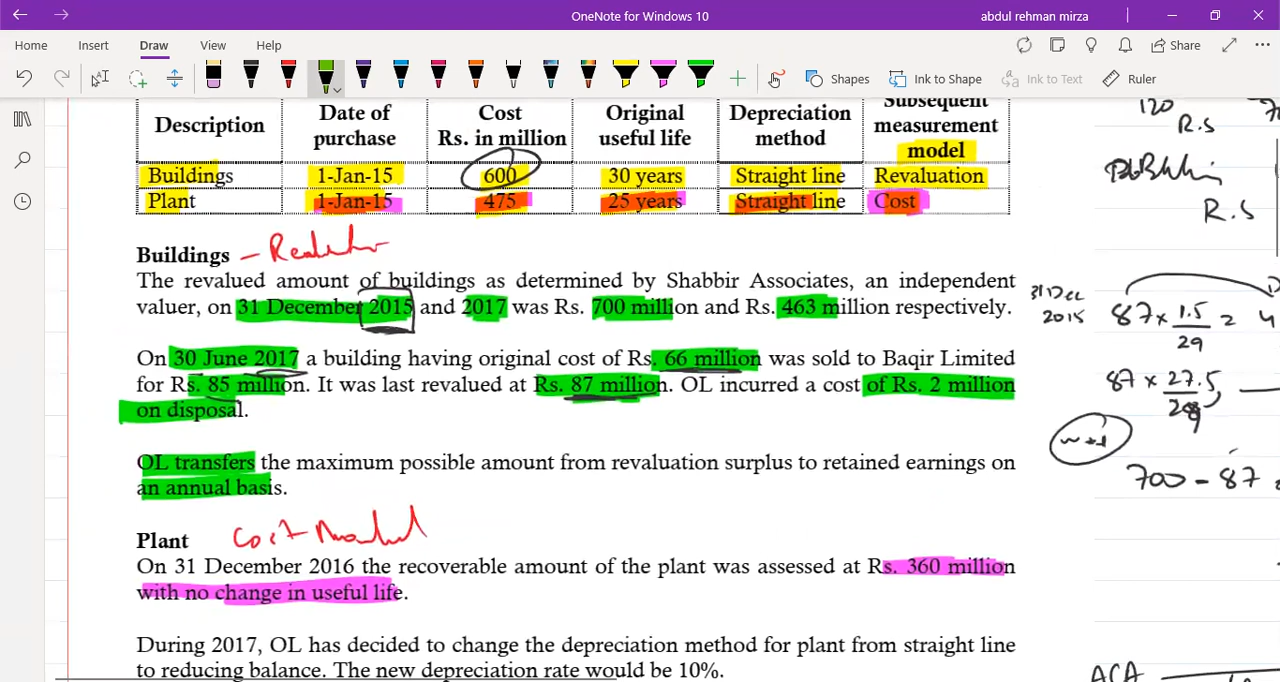 OneNote for Windows 10
abdul rehman mirza
Home Insert Draw View Help
Share
Shapes Ink to Shape Ink to Text Ruler
Description Date of purchase Cost Rs. in million Original useful life Depreciation method Subsequent measurement model
Buildings 1-Jan-15 600 30 years Straight line Revaluation
Plant 1-Jan-15 475 25 years Straight line Cost
120
R.S
R.S
Buildings -
The revalued amount of buildings as determined by Shabbir Associates, an independent
valuer, on 31 December 2015 and 2017 was Rs. 700 million and Rs. 463 million respectively.
31 Dec
2015
87 x 1.5
29
On 30 June 2017 a building having original cost of Rs. 66 million was sold to Baqir Limited
for Rs. 85 million. It was last revalued at Rs. 87 million. OL incurred a cost of Rs. 2 million
on disposal.
87 x 27.5
OL transfers the maximum possible amount from revaluation surplus to retained earnings on
an annual basis.
700 - 87
Plant Cost Model
On 31 December 2016 the recoverable amount of the plant was assessed at Rs. 360 million
with no change in useful life.
During 2017, OL has decided to change the depreciation method for plant from straight line
to reducing balance. The new depreciation rate would be 10%.
ACA